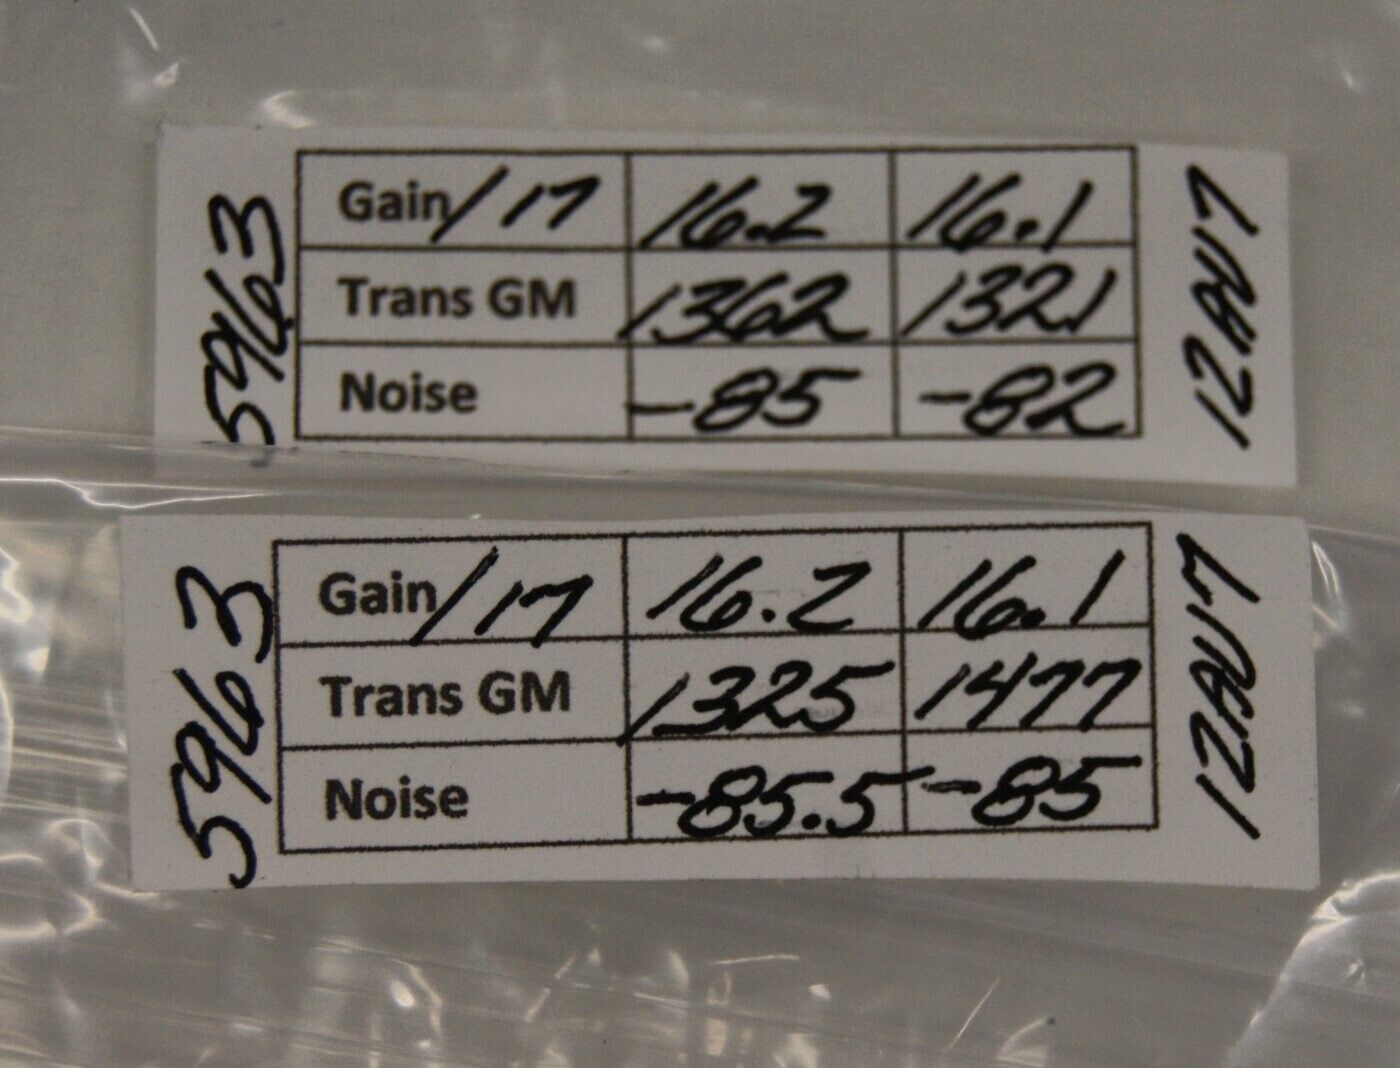 5963
Gain/17 16.2 16.1
Trans GM 1362 1321
Noise -85 -82
12AU7
5963
Gain/17 16.2 16.1
Trans GM 1325 1477
Noise -85.5 -85
12AU7